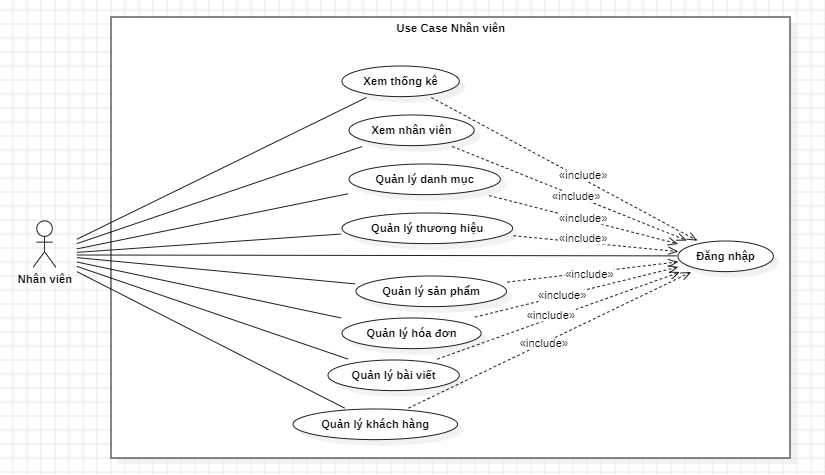 Use Case Nhân viên
Xem thống kê
Xem nhân viên
«include»
Quản lý danh mục
«include»
«include»
Quản lý thương hiệu
«include»
Đăng nhập
Nhân viên
«include»
Quản lý sản phẩm
«include»
«include»
Quản lý hóa đơn
«include»
Quản lý bài viết
Quản lý khách hàng